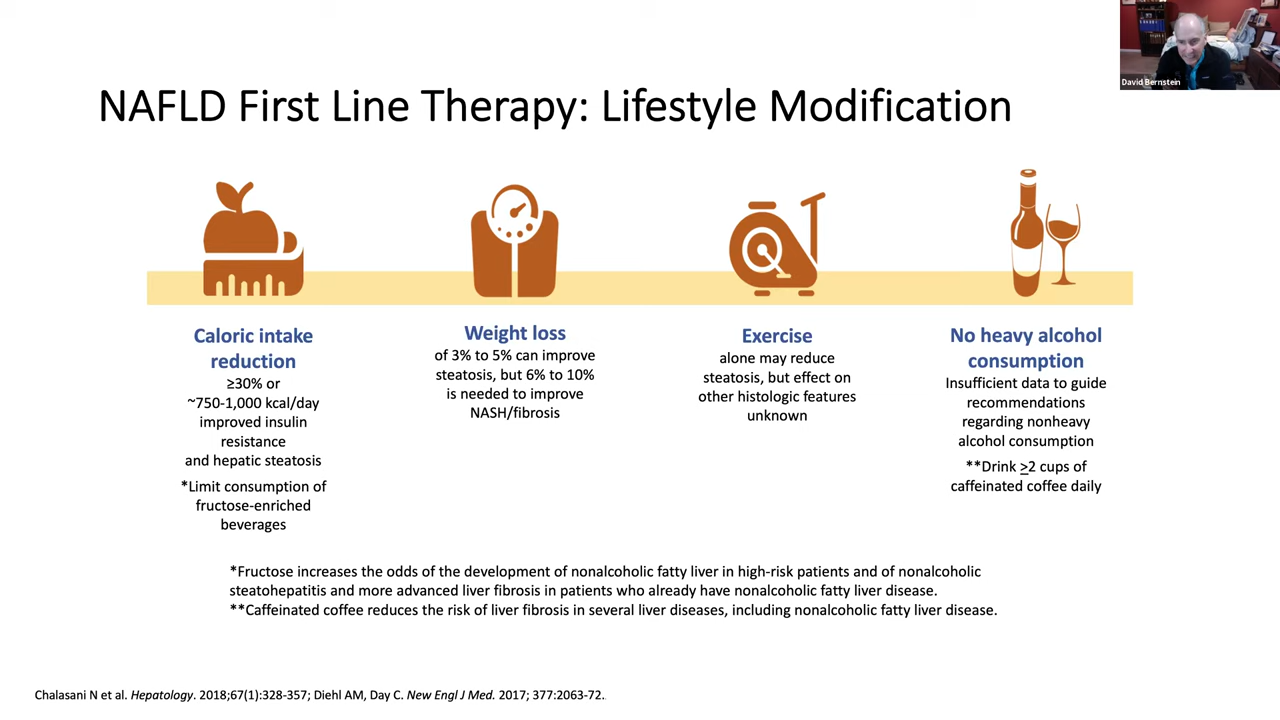 David Bernstein
NAFLD First Line Therapy: Lifestyle Modification
Caloric intake
reduction
≥30% or
~750-1,000 kcal/day
improved insulin
resistance
and hepatic steatosis
*Limit consumption of
fructose-enriched
beverages
Weight loss
of 3% to 5% can improve
steatosis, but 6% to 10%
is needed to improve
NASH/fibrosis
Exercise
alone may reduce
steatosis, but effect on
other histologic features
unknown
No heavy alcohol
consumption
Insufficient data to guide
recommendations
regarding nonheavy
alcohol consumption
**Drink ≥2 cups of
caffeinated coffee daily
*Fructose increases the odds of the development of nonalcoholic fatty liver in high-risk patients and of nonalcoholic
steatohepatitis and more advanced liver fibrosis in patients who already have nonalcoholic fatty liver disease.
**Caffeinated coffee reduces the risk of liver fibrosis in several liver diseases, including nonalcoholic fatty liver disease.
Chalasani N et al. Hepatology. 2018;67(1):328-357; Diehl AM, Day C. New Engl J Med. 2017; 377:2063-72..